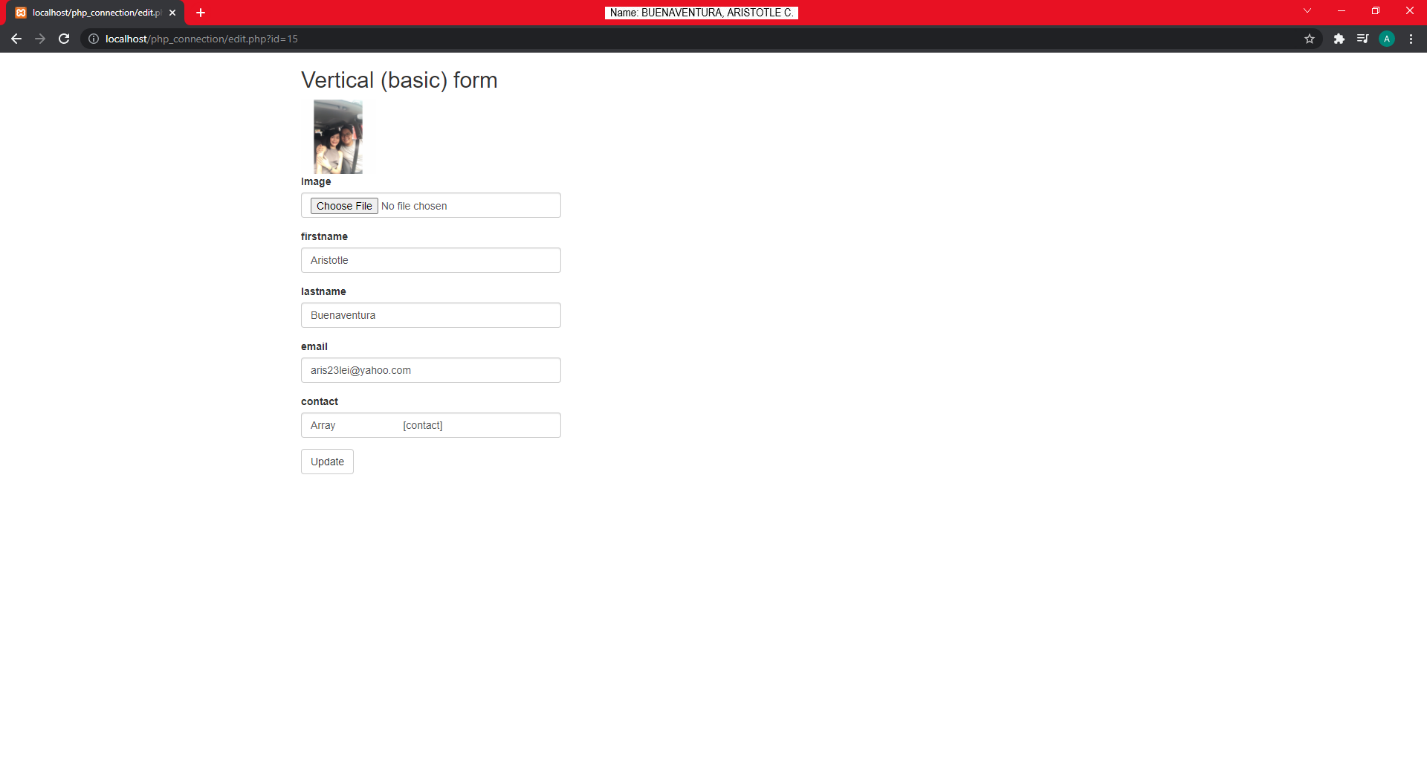 localhost/php_connection/edit.pl
Name: BUENAVENTURA, ARISTOTLE C.
localhost/php_connection/edit.php?id=15
A
Vertical (basic) form
image
Choose File No file chosen
firstname
Aristotle
lastname
Buenaventura
email
aris23lei@yahoo.com
contact
Array [contact]
Update